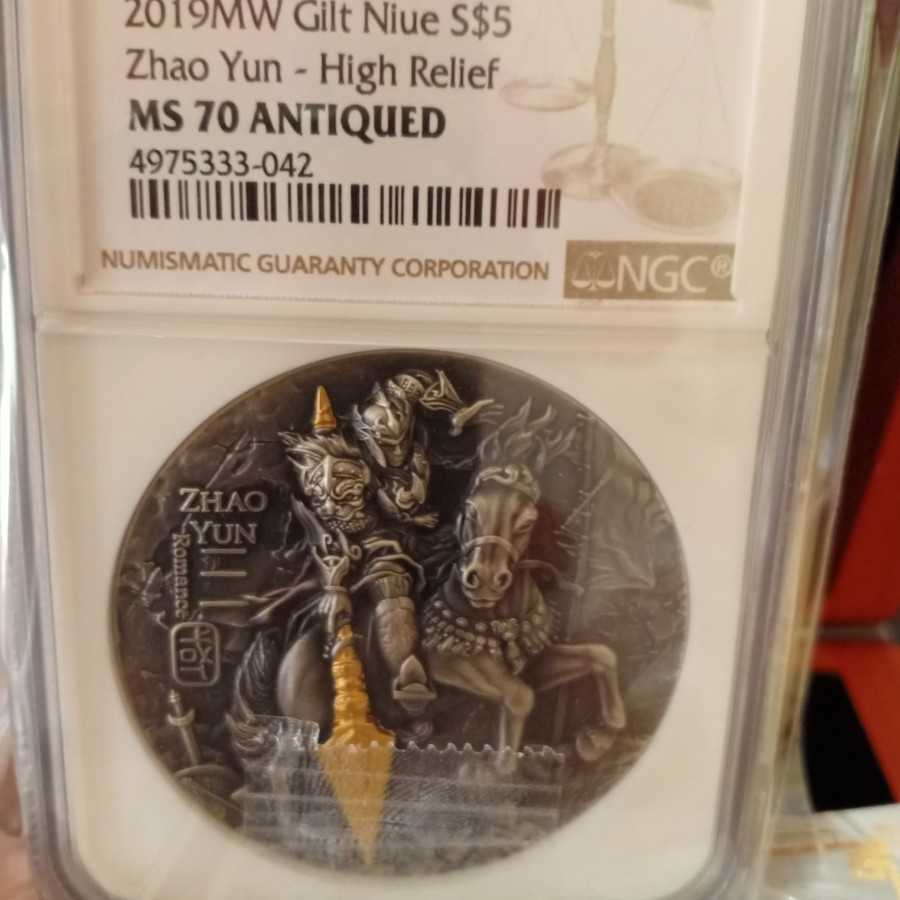 2019MW Gilt Niue S$5
Zhao Yun - High Relief
MS 70 ANTIQUED
4975333-042
NUMISMATIC GUARANTY CORPORATION
NGC®
ZHAO
YUN
Romance